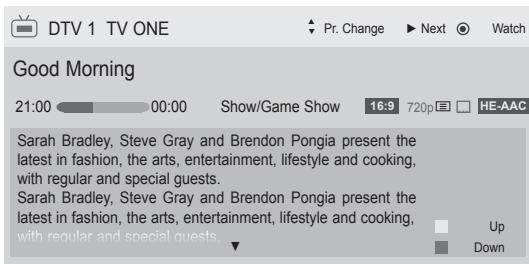 DTV 1 TV ONE Pr. Change Next Watch
Good Morning
21:00 00:00 Show/Game Show 16:9 720p HE-AAC
Sarah Bradley, Steve Gray and Brendon Pongia present the
latest in fashion, the arts, entertainment, lifestyle and cooking,
with regular and special guests.
Sarah Bradley, Steve Gray and Brendon Pongia present the
latest in fashion, the arts, entertainment, lifestyle and cooking,
with regular and special guests.
Up
Down